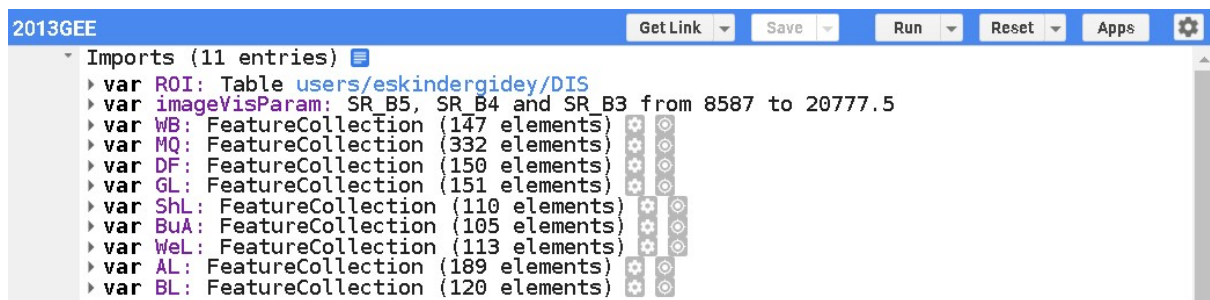 2013GEE Get Link Save Run Reset Apps
Imports (11 entries)
var ROI: Table users/eskindergidey/DIS
var imageVisParam: SR_B5, SR_B4 and SR_B3 from 8587 to 20777.5
var WB: FeatureCollection (147 elements)
var MQ: FeatureCollection (332 elements)
var DF: FeatureCollection (150 elements)
var GL: FeatureCollection (151 elements)
var ShL: FeatureCollection (110 elements)
var BuA: FeatureCollection (105 elements)
var WeL: FeatureCollection (113 elements)
var AL: FeatureCollection (189 elements)
var BL: FeatureCollection (120 elements)